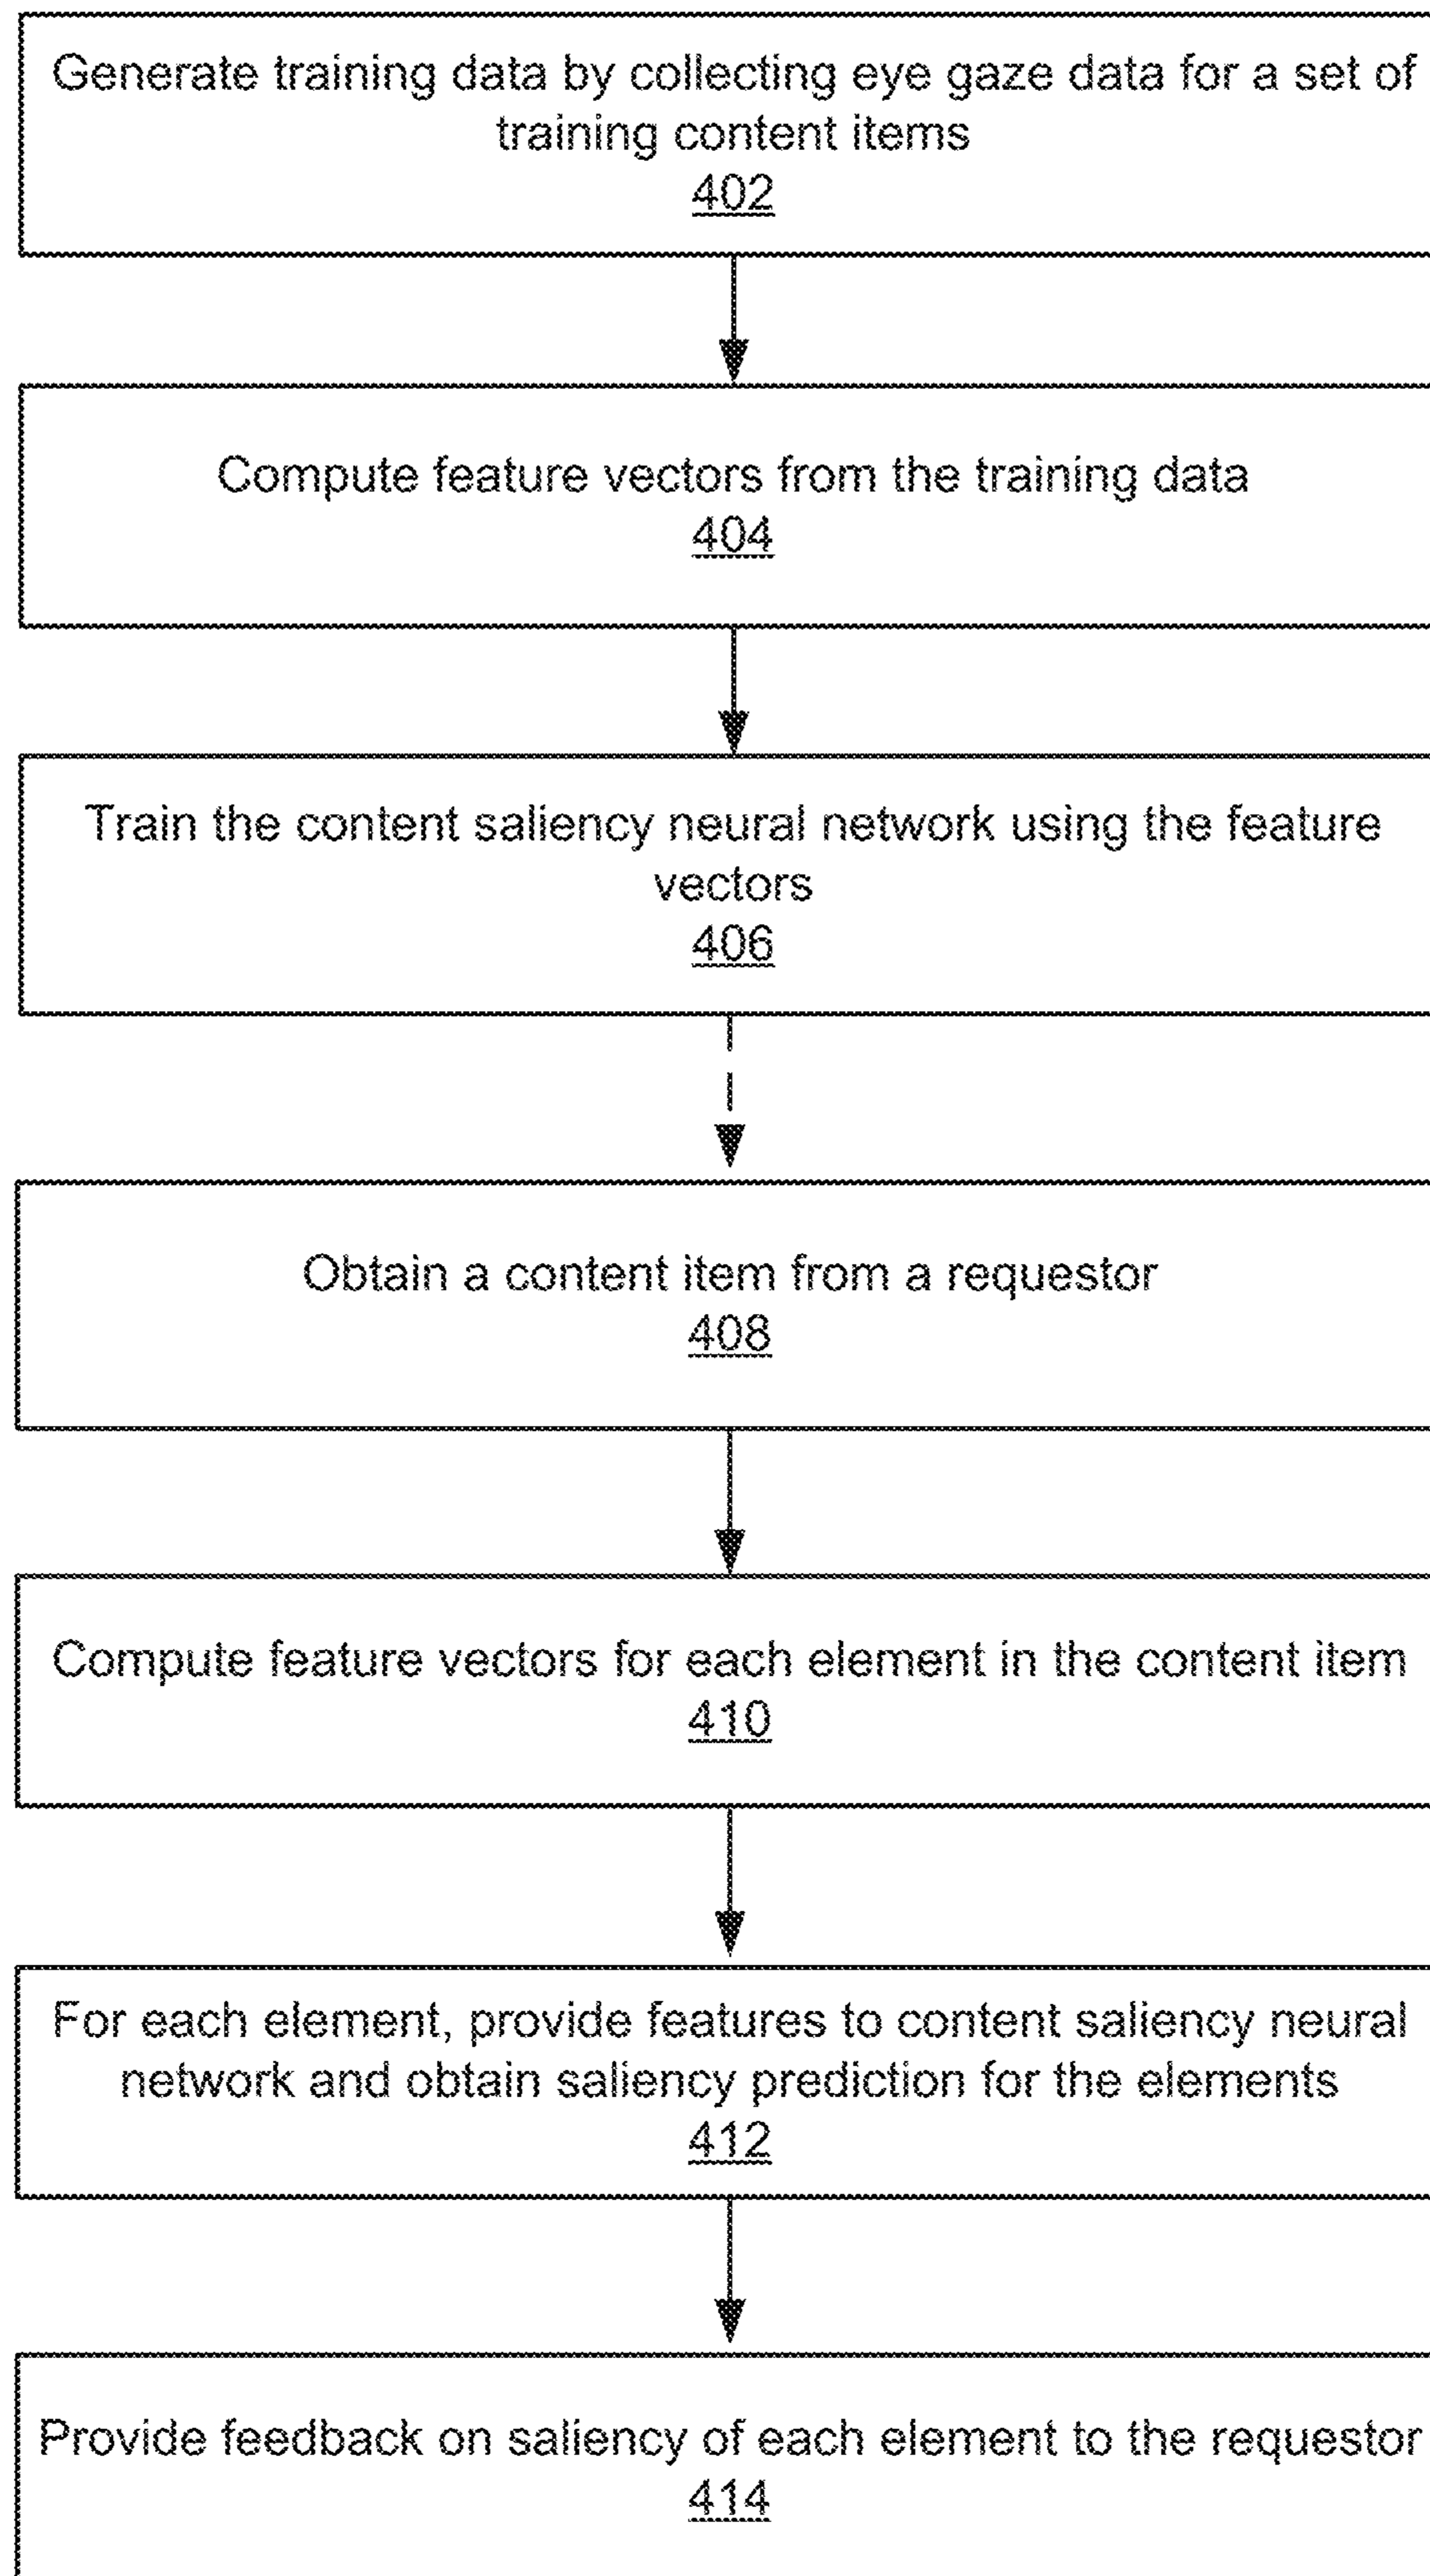 Generate training data by collecting eye gaze data for a set of
training content items
402
Compute feature vectors from the training data
404
Train the content saliency neural network using the feature
vectors
406
Obtain a content item from a requestor
408
Compute feature vectors for each element in the content item
410
For each element, provide features to content saliency neural
network and obtain saliency prediction for the elements
412
Provide feedback on saliency of each element to the requestor
414